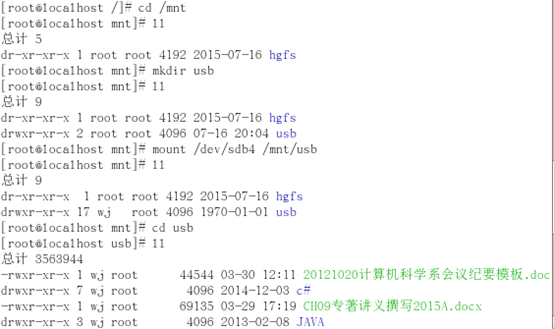 [root@localhost /]# cd /mnt
[root@localhost mnt]# ll
总计 5
dr-xr-xr-x 1 root root 4192 2015-07-16 hgfs
[root@localhost mnt]# mkdir usb
[root@localhost mnt]# ll
总计 9
dr-xr-xr-x 1 root root 4192 2015-07-16 hgfs
drwxr-xr-x 2 root root 4096 07-16 20:04 usb
[root@localhost mnt]# mount /dev/sdb4 /mnt/usb
[root@localhost mnt]# ll
总计 9
dr-xr-xr-x 1 root root 4192 2015-07-16 hgfs
drwxr-xr-x 17 wj root 4096 1970-01-01 usb
[root@localhost mnt]# cd usb
[root@localhost usb]# ll
总计 3563944
-rwxr-xr-x 1 wj root 44544 03-30 12:11 20121020计算机科学系会议纪要模板.doc
drwxr-xr-x 7 wj root 4096 2014-12-03 c#
-rwxr-xr-x 1 wj root 69135 03-29 17:19 CH09专著讲义撰写2015A.docx
drwxr-xr-x 3 wj root 4096 2013-02-08 JAVA